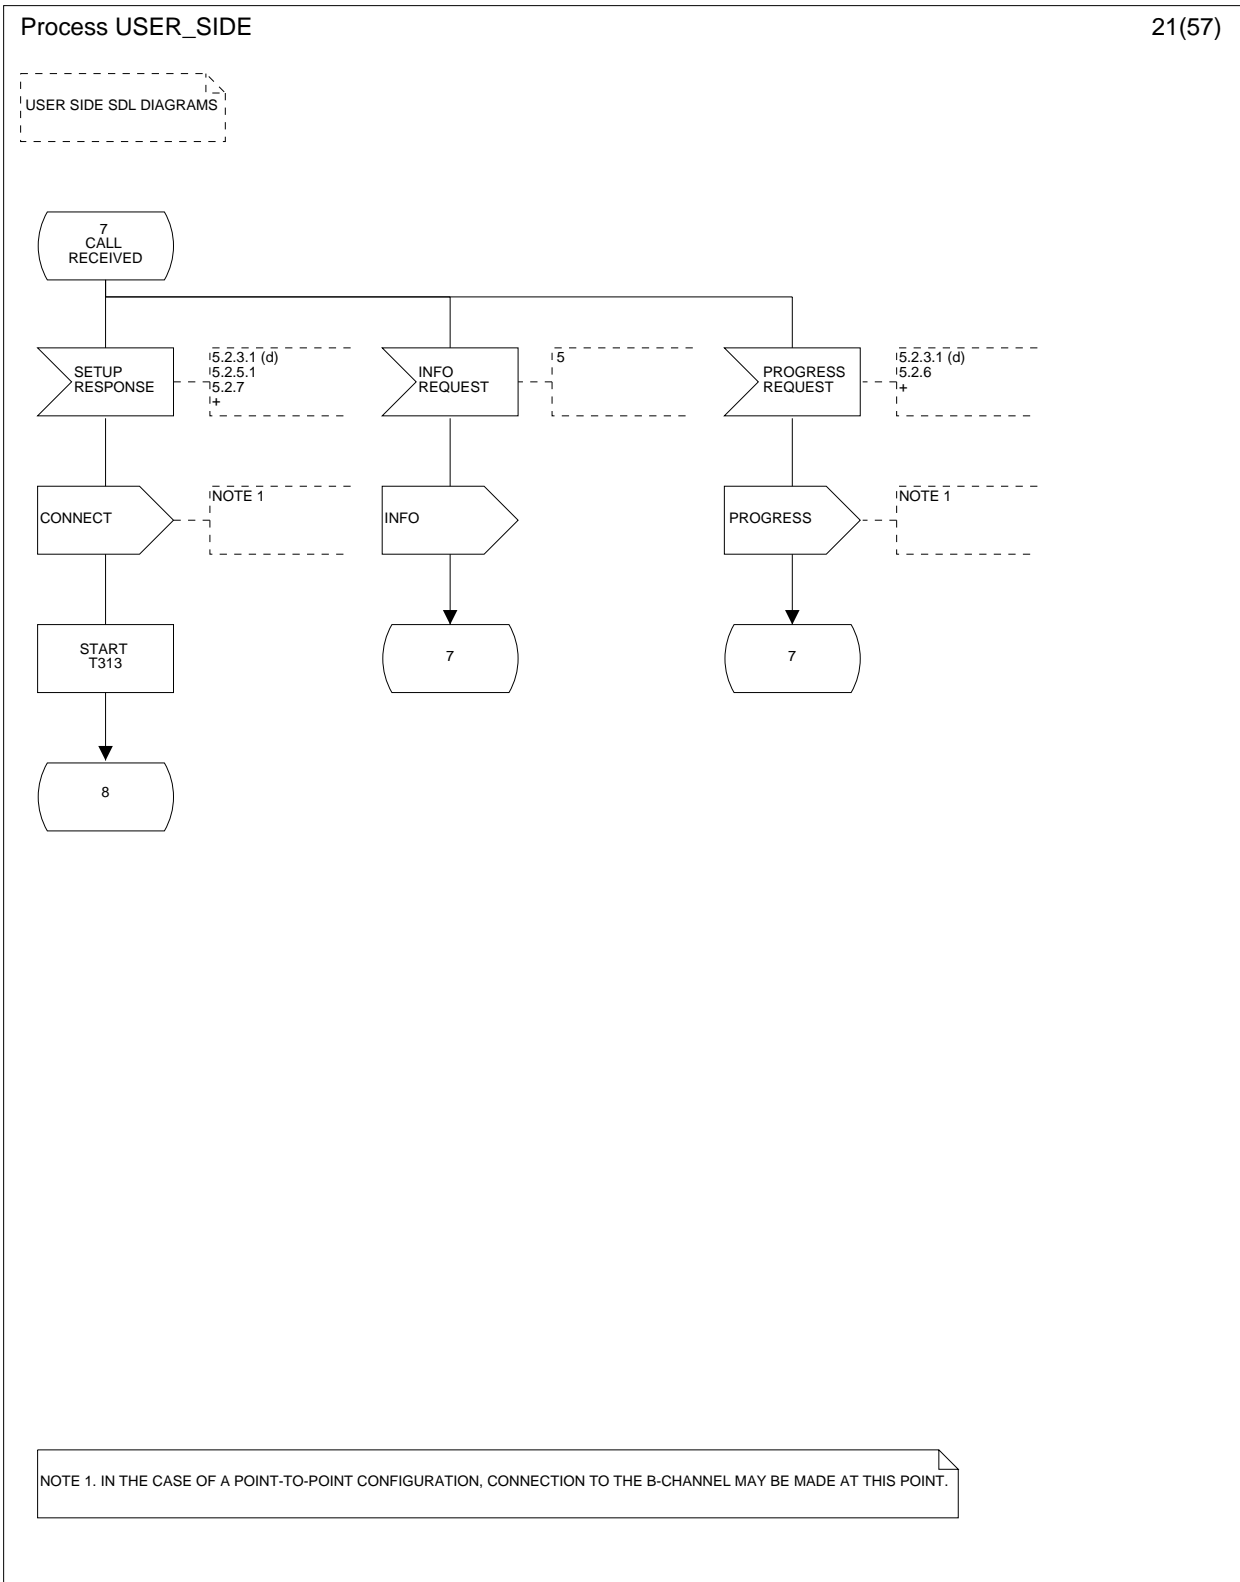 Process USER_SIDE
21(57)
USER SIDE SDL DIAGRAMS
7
CALL
RECEIVED
SETUP
RESPONSE
5.2.3.1 (d)
5.2.5.1
5.2.7
+
INFO
REQUEST
5
PROGRESS
REQUEST
5.2.3.1 (d)
5.2.6
+
CONNECT
NOTE 1
INFO
PROGRESS
NOTE 1
START
T313
7
7
8
NOTE 1. IN THE CASE OF A POINT-TO-POINT CONFIGURATION, CONNECTION TO THE B-CHANNEL MAY BE MADE AT THIS POINT.